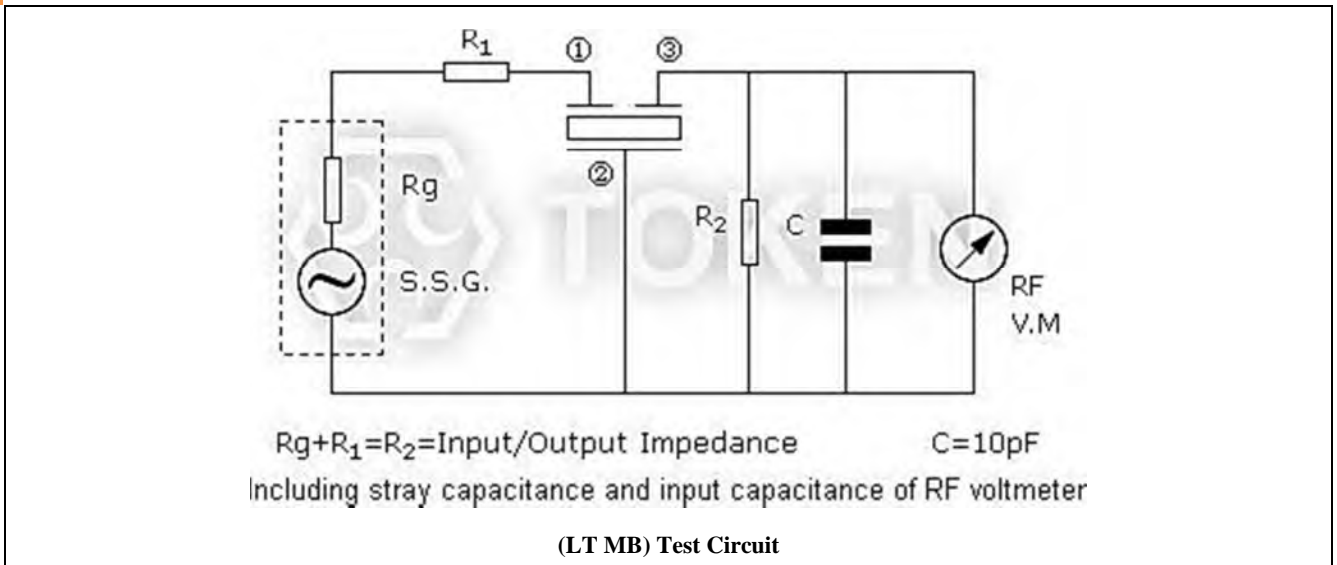 R₁
①
③
②
Rg
S.S.G.
TOKEN
R₂
C
RF
V.M
Rg+R₁=R₂=Input/Output Impedance C=10pF
Including stray capacitance and input capacitance of RF voltmeter
(LT MB) Test Circuit